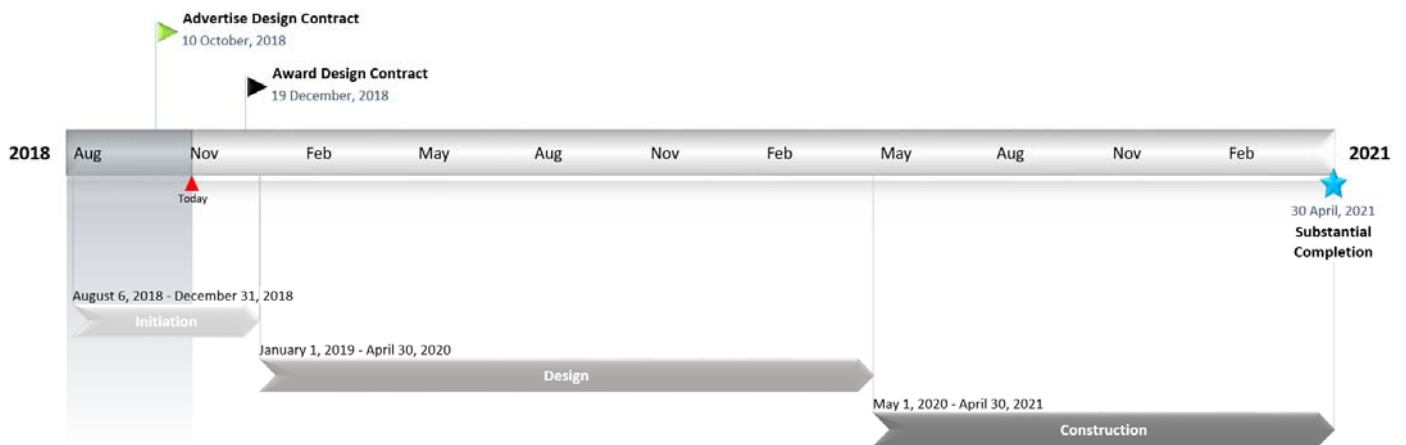 Advertise Design Contract
10 October, 2018
Award Design Contract
19 December, 2018
2018 Aug Nov Feb May Aug Nov Feb May Aug Nov Feb 2021
Today
30 April, 2021
Substantial
Completion
August 6, 2018 - December 31, 2018
Initiation
January 1, 2019 - April 30, 2020
Design
May 1, 2020 - April 30, 2021
Construction